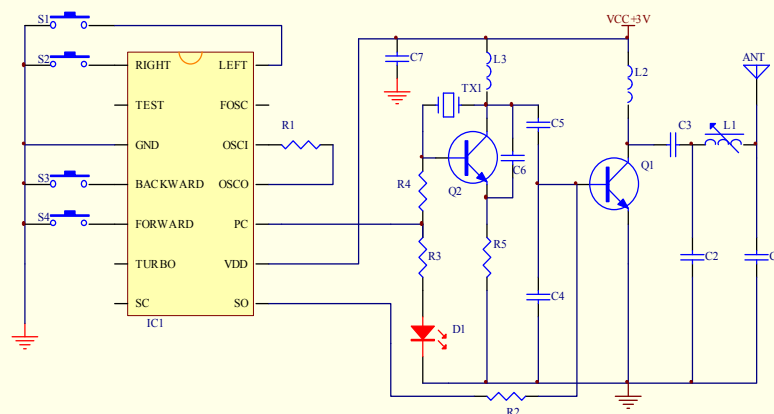 VCC+3V
S1
S2
RIGHT
LEFT
C7
L3
L2
ANT
TX1
TEST
FOSC
R1
C5
C3
L1
GND
OSCI
Q1
C6
S3
BACKWARD
OSCO
R4
Q2
S4
FORWARD
PC
R3
R5
TURBO
VDD
C2
C
SC
SO
C4
IC1
D1
R2